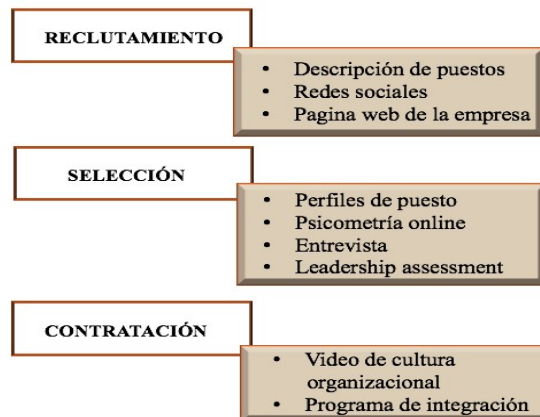 RECLUTAMIENTO
• Descripción de puestos
• Redes sociales
• Pagina web de la empresa
SELECCIÓN
• Perfiles de puesto
• Psicometría online
• Entrevista
• Leadership assessment
CONTRATACIÓN
• Video de cultura
organizacional
• Programa de integración